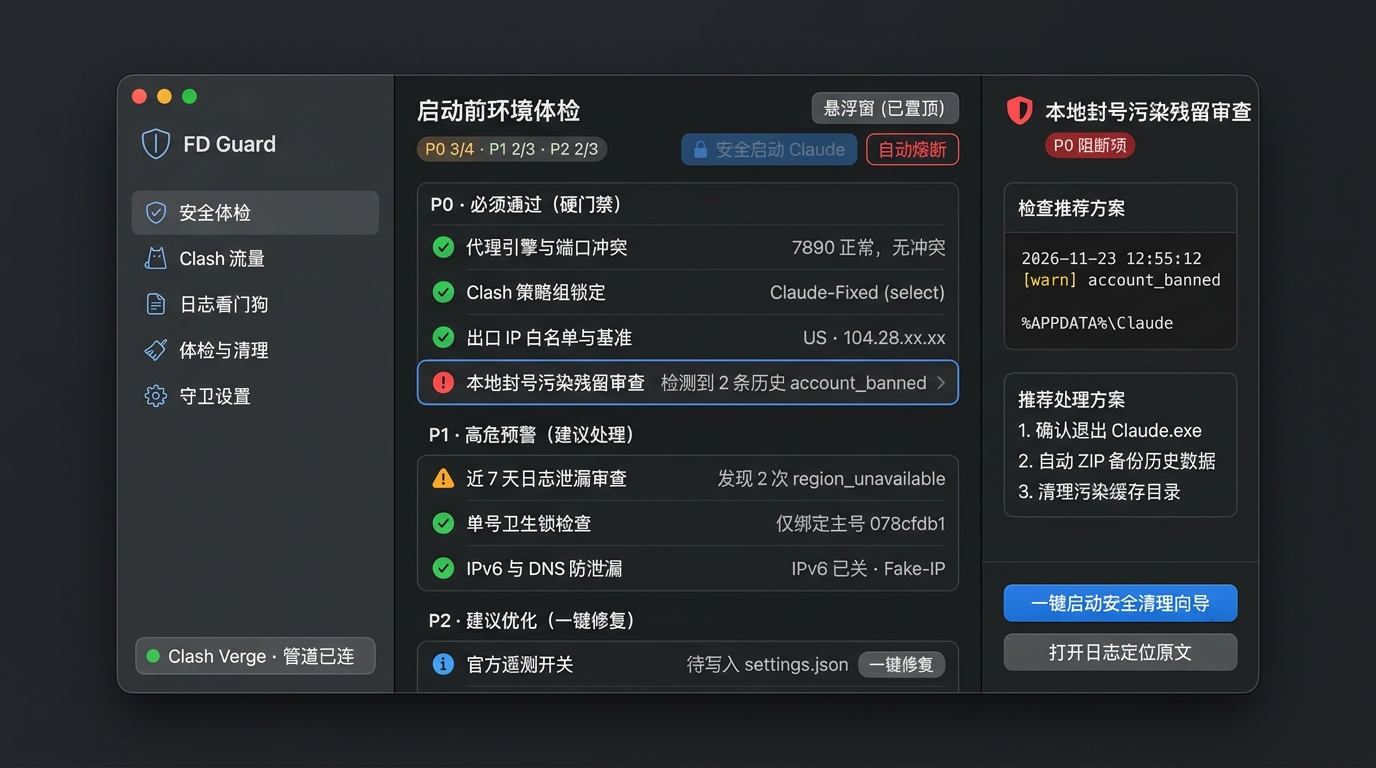 FD Guard
安全体检
Clash 流量
日志看门狗
体检与清理
守卫设置
Clash Verge · 管道已连
启动前环境体检
悬浮窗 (已置顶)
P0 3/4 · P1 2/3 · P2 2/3
安全启动 Claude
自动熔断
P0 · 必须通过（硬门禁）
代理引擎与端口冲突 7890 正常，无冲突
Clash 策略组锁定 Claude-Fixed (select)
出口 IP 白名单与基准 US · 104.28.xx.xx
本地封号污染残留审查 检测到 2 条历史 account_banned
P1 · 高危预警（建议处理）
近 7 天日志泄漏审查 发现 2 次 region_unavailable
单号卫生锁检查 仅绑定主号 078cfdb1
IPv6 与 DNS 防泄漏 IPv6 已关 · Fake-IP
P2 · 建议优化（一键修复）
官方遥测开关 待写入 settings.json 一键修复
本地封号污染残留审查
P0 阻断项
检查推荐方案
2026-11-23 12:55:12
[warn] account_banned
%APPDATA%\Claude
推荐处理方案
1. 确认退出 Claude.exe
2. 自动 ZIP 备份历史数据
3. 清理污染缓存目录
一键启动安全清理向导
打开日志定位原文